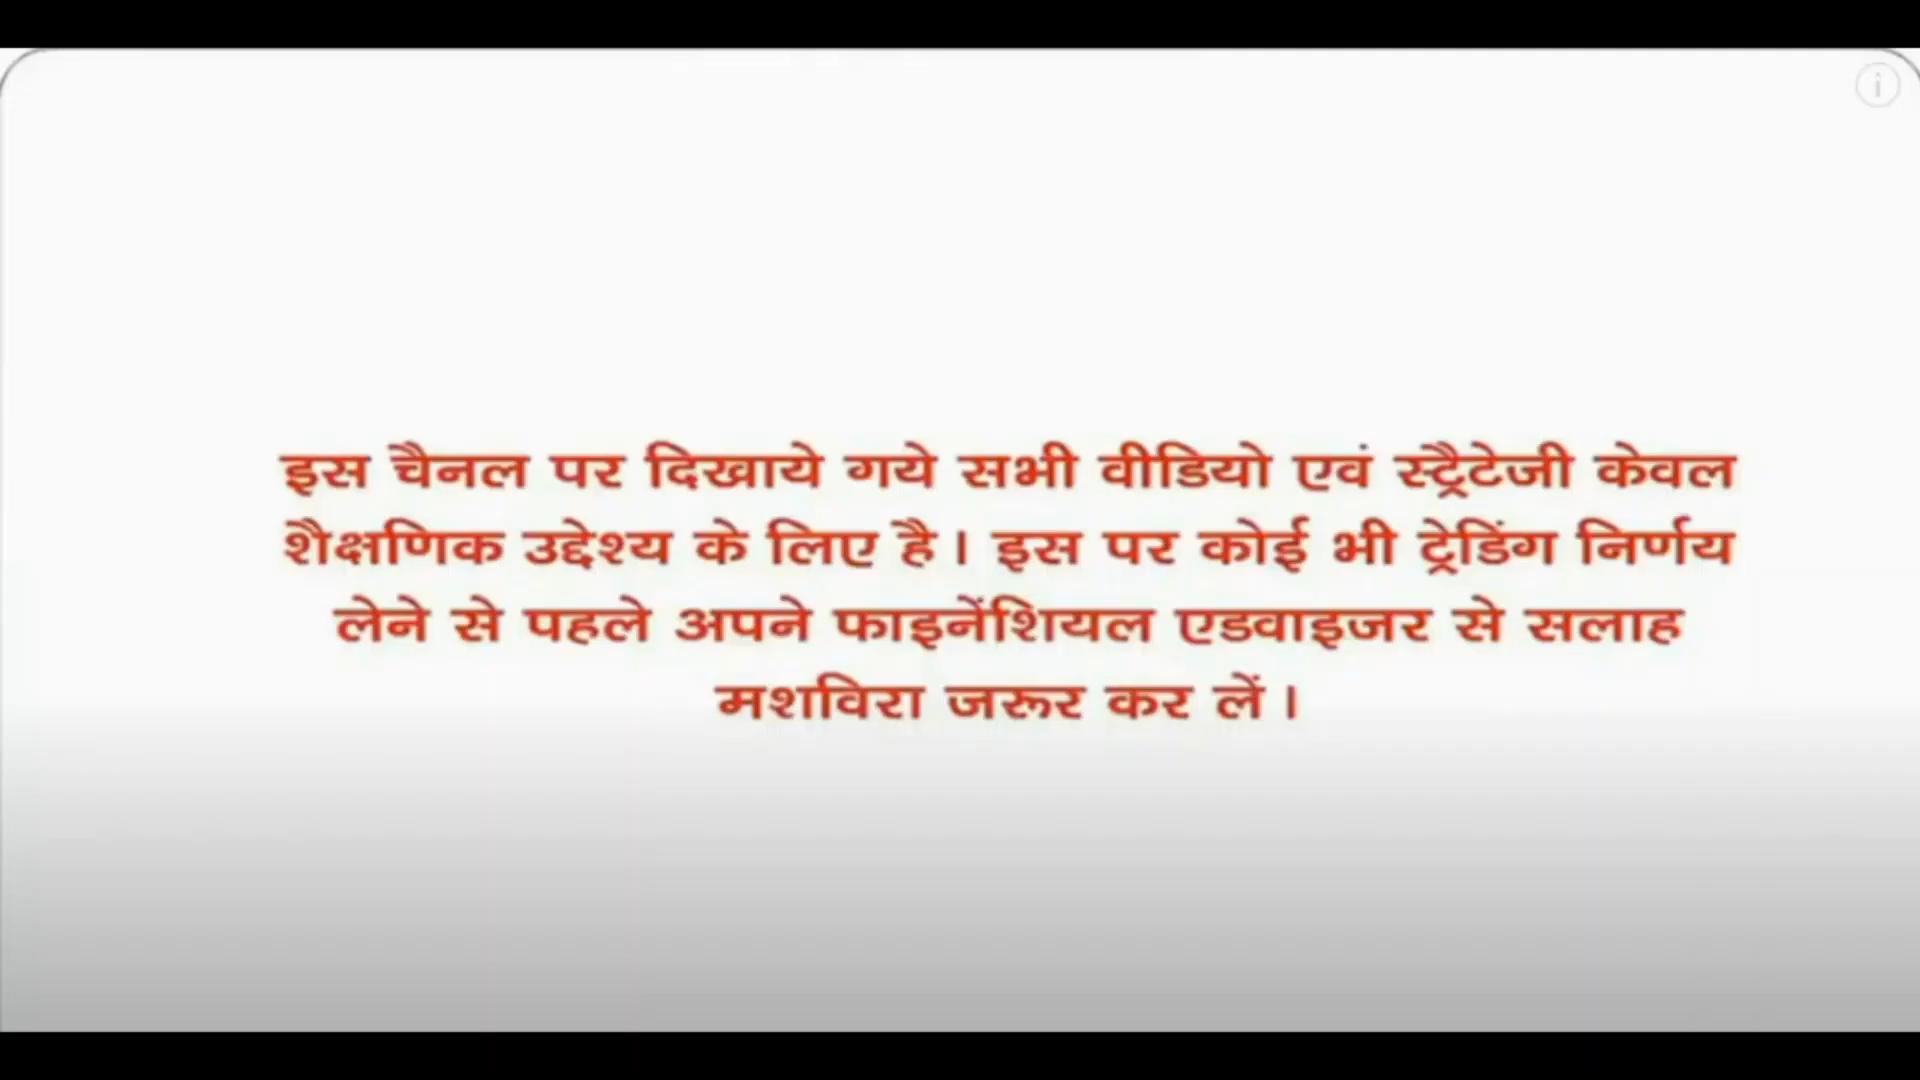 इस चैनल पर दिखाये गये सभी वीडियो एवं स्ट्रैटेजी केवल
शैक्षणिक उद्देश्य के लिए है। इस पर कोई भी ट्रेडिंग निर्णय
लेने से पहले अपने फाइनेंशियल एडवाइजर से सलाह
मशविरा जरूर कर लें।